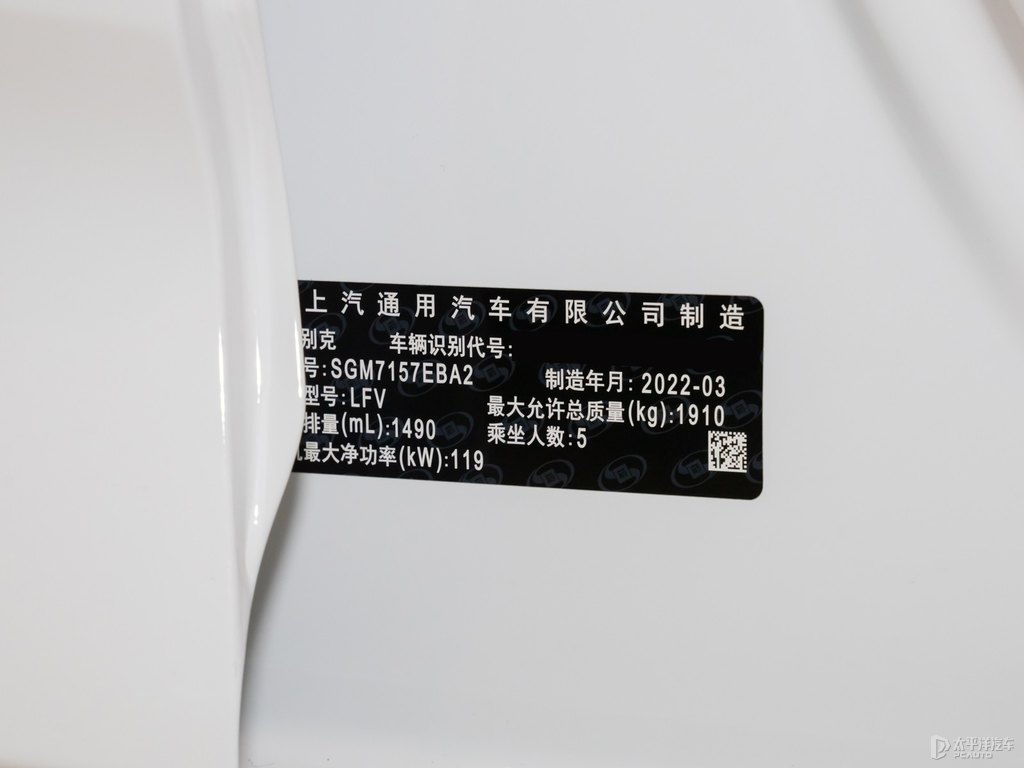 上汽通用汽车有限公司制造
别克 车辆识别代号:
号:SGM7157EBA2 制造年月: 2022-03
型号:LFV 最大允许总质量(kg):1910
排量(mL):1490 乘坐人数:5
最大净功率(kW):119
太平洋汽车
PCAUTO